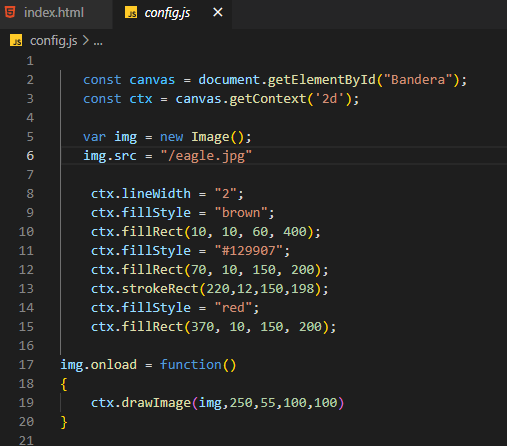 index.html JS config.js ×
JS config.js > ...
1
2 const canvas = document.getElementById("Bandera");
3 const ctx = canvas.getContext('2d');
4
5 var img = new Image();
6 img.src = "/eagle.jpg"
7
8 ctx.lineWidth = "2";
9 ctx.fillStyle = "brown";
10 ctx.fillRect(10, 10, 60, 400);
11 ctx.fillStyle = "#129907";
12 ctx.fillRect(70, 10, 150, 200);
13 ctx.strokeRect(220,12,150,198);
14 ctx.fillStyle = "red";
15 ctx.fillRect(370, 10, 150, 200);
16
17 img.onload = function()
18 {
19 ctx.drawImage(img,250,55,100,100)
20 }
21